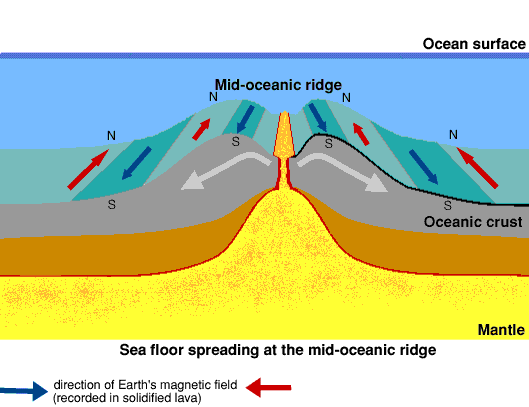 Ocean surface
Mid-oceanic ridge
N N
N S S N
S S
Oceanic crust
Mantle
Sea floor spreading at the mid-oceanic ridge
direction of Earth's magnetic field
(recorded in solidified lava)